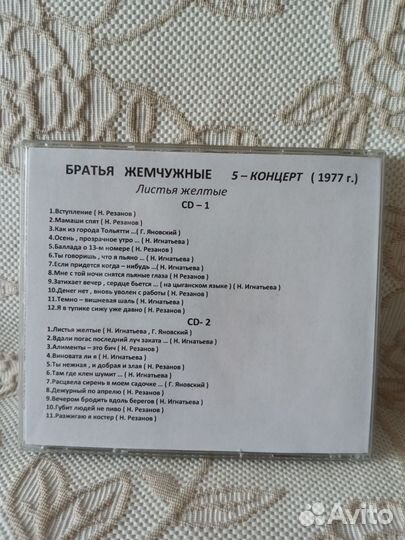 БРАТЬЯ ЖЕМЧУЖНЫЕ 5 – КОНЦЕРТ ( 1977 г.)
Листья желтые
CD – 1
1.Вступление ( Н. Резанов )
2.Мамаши спят ( Н. Резанов )
3.Как из города Тольятти ...( Г. Яновский )
4.Осень , прозрачное утро ... ( Н. Игнатьева )
5.Баллада о 13-м номере ( Н. Резанов )
6.Ты говоришь , что я пьяно ... ( Н. Игнатьева )
7.Если придется когда – нибудь ...( Н. Игнатьева )
8.Мне с той ночи снятся пьяные глаза ( Н. Резанов )
9.Затихает вечер , сердце бьется ... ( на цыганском языке ) ( Н. Игнатьева )
10.Денег нет , вновь уволен с работы ( Н. Резанов )
11.Темно – вишневая шаль ( Н. Игнатьева )
12.Я в тупике сижу уже давно ( Н. Резанов )
CD- 2
1.Листья желтые ( Н. Игнатьева , Г. Яновский )
2.Вдали погас последний луч заката ... ( Н. Игнатьева )
3.Алименты – это бич ( Н. Резанов )
4.Виновата ли я ( Н. Игнатьева )
5.Ты нежная , и добрая и злая ( Н. Резанов )
6.Там где клен шумит ... ( Н. Игнатьева )
7.Расцвела сирень в моем садочке ... ( Г. Яновский )
8.Дежурный по апрелю ( Н. Резанов )
9.Вечером бродить вдоль берегов ( Н. Игнатьева )
10.Губит людей не пиво ( Н. Резанов )
11.Разжигаю я костер ( Н. Резанов )
Avito